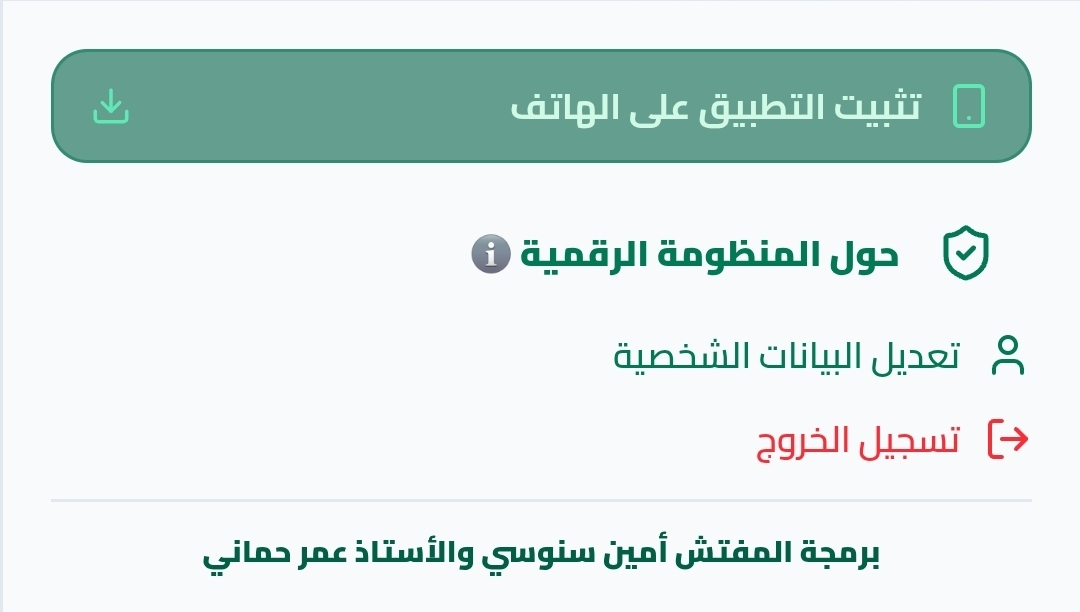 تثبيت التطبيق على الهاتف
حول المنظومة الرقمية ℹ️
تعديل البيانات الشخصية
تسجيل الخروج
برمجة المفتش أمين سنوسي والأستاذ عمر حماني